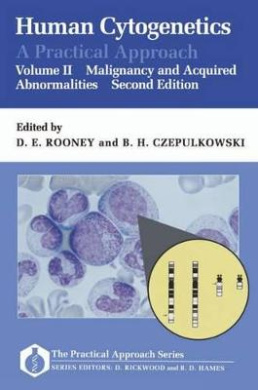 Human Cytogenetics
A Practical Approach
Volume II Malignancy and Acquired
Abnormalities Second Edition
Edited by
D. E. ROONEY and B. H. CZEPULKOWSKI
The Practical Approach Series
SERIES EDITORS: D. RICKWOOD and B. D. HAMES